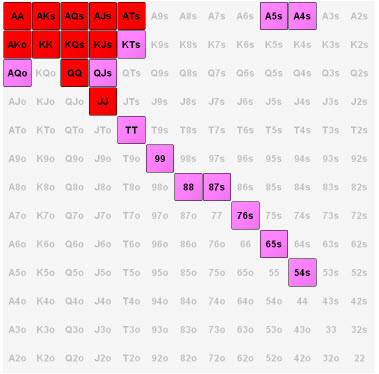 AA AKs AQs AJs ATs A9s A8s A7s A6s A5s A4s A3s A2s
AKo KK KQs KJs KTs K9s K8s K7s K6s K5s K4s K3s K2s
AQo KQo QQ QJs QTs Q9s Q8s Q7s Q6s Q5s Q4s Q3s Q2s
AJo KJo QJo JJ JTs J9s J8s J7s J6s J5s J4s J3s J2s
ATo KTo QTo JTo TT T9s T8s T7s T6s T5s T4s T3s T2s
A9o K9o Q9o J9o T9o 99 98s 97s 96s 95s 94s 93s 92s
A8o K8o Q8o J8o T8o 98o 88 87s 86s 85s 84s 83s 82s
A7o K7o Q7o J7o T7o 97o 87o 77 76s 75s 74s 73s 72s
A6o K6o Q6o J6o T6o 96o 86o 76o 66 65s 64s 63s 62s
A5o K5o Q5o J5o T5o 95o 85o 75o 65o 55 54s 53s 52s
A4o K4o Q4o J4o T4o 94o 84o 74o 64o 54o 44 43s 42s
A3o K3o Q3o J3o T3o 93o 83o 73o 63o 53o 43o 33 32s
A2o K2o Q2o J2o T2o 92o 82o 72o 62o 52o 42o 32o 22